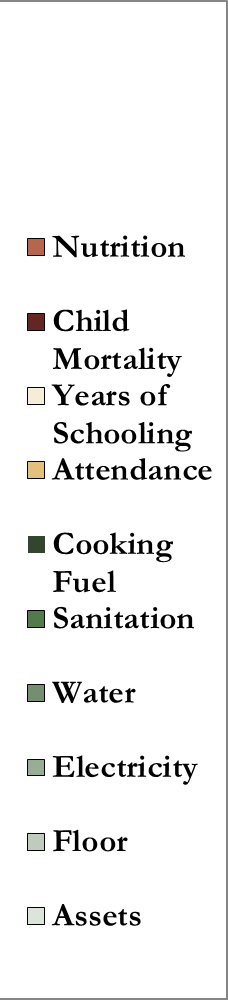 Nutrition
Child
Mortality
Years of
Schooling
Attendance
Cooking
Fuel
Sanitation
Water
Electricity
Floor
Assets